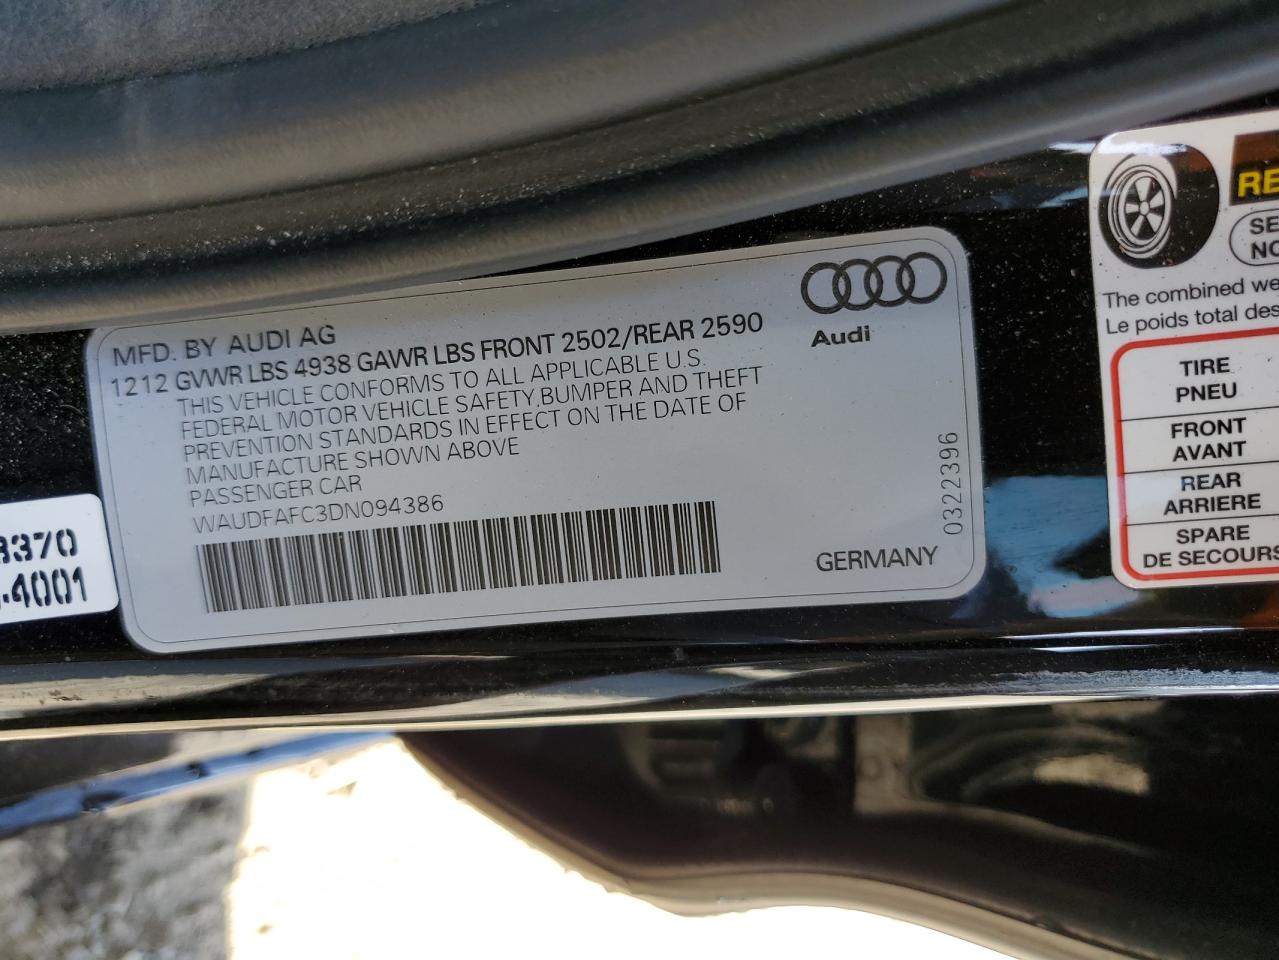 MFD. BY AUDI AG
1212 GVWR LBS 4938 GAWR LBS FRONT 2502/REAR 2590
THIS VEHICLE CONFORMS TO ALL APPLICABLE U.S.
FEDERAL MOTOR VEHICLE SAFETY,BUMPER AND THEFT
PREVENTION STANDARDS IN EFFECT ON THE DATE OF
MANUFACTURE SHOWN ABOVE
PASSENGER CAR
WAUDFAFC3DN094386
Audi
GERMANY
0322396
3370
-4001
The combined we
Le poids total des
TIRE
PNEU
FRONT
AVANT
REAR
ARRIERE
SPARE
DE SECOURS